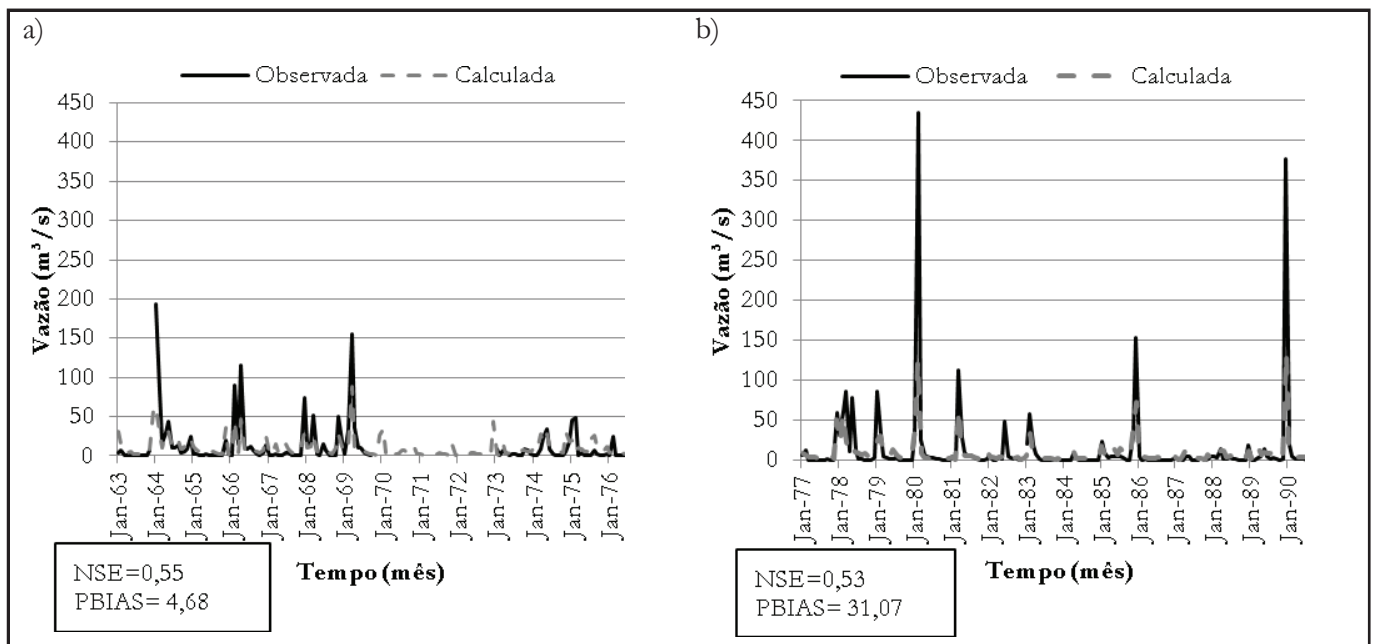 a)
Observada Calculada
450
400
350
300
250
200
150
100
50
0
Vazão (m³/s)
Jan-63
Jan-64
Jan-65
Jan-66
Jan-67
Jan-68
Jan-69
Jan-70
Jan-71
Jan-72
Jan-73
Jan-74
Jan-75
Jan-76
Tempo (mês)
NSE=0,55
PBIAS= 4,68
b)
Observada Calculada
450
400
350
300
250
200
150
100
50
0
Vazão (m³/s)
Jan-77
Jan-78
Jan-79
Jan-80
Jan-81
Jan-82
Jan-83
Jan-84
Jan-85
Jan-86
Jan-87
Jan-88
Jan-89
Jan-90
Tempo (mês)
NSE=0,53
PBIAS = 31,07